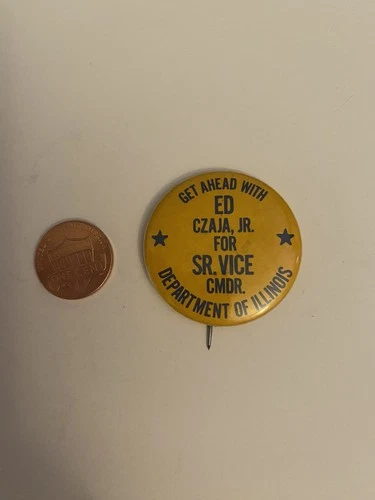 GET AHEAD WITH
ED
CZAJA, JR.
FOR
SR. VICE
CMDR.
DEPARTMENT OF ILLINOIS